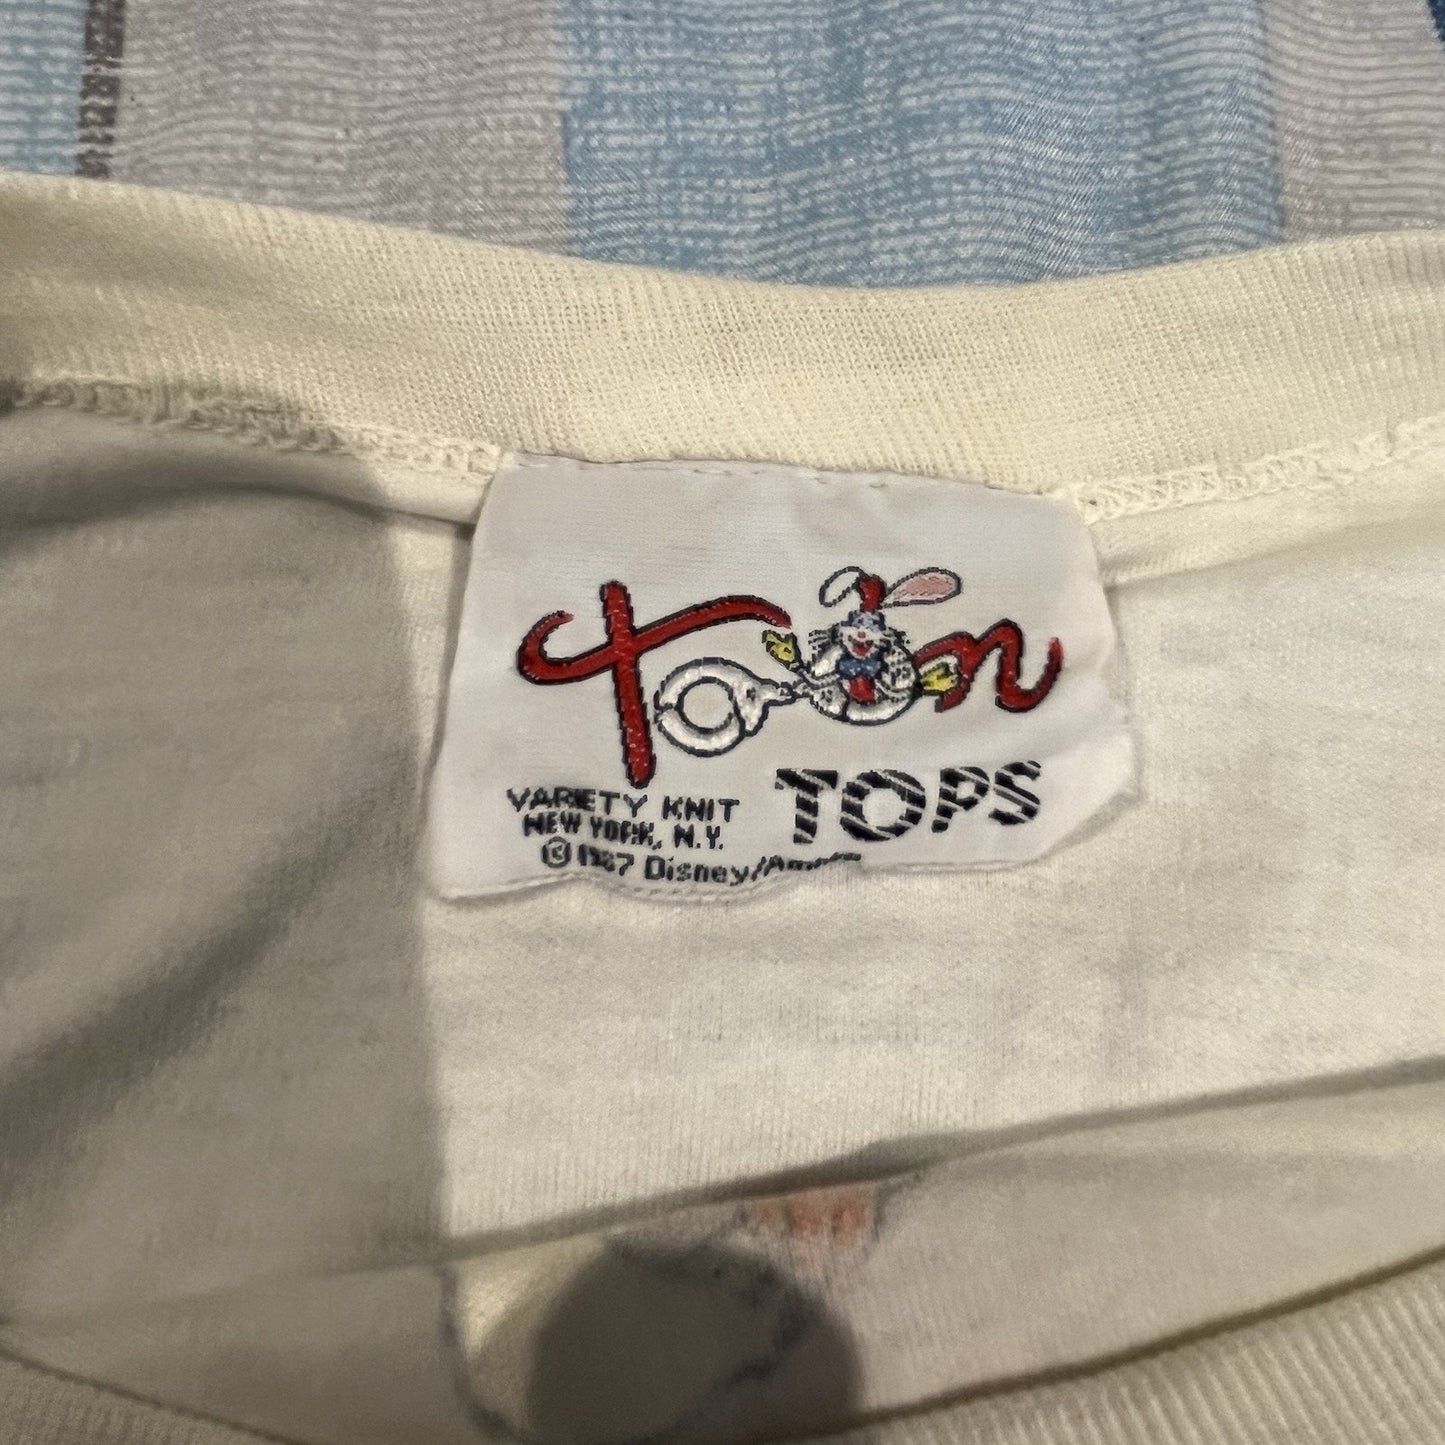 Toon
TOPS
VARIETY KNIT
NEW YORK, N.Y.
© 1987 Disney/